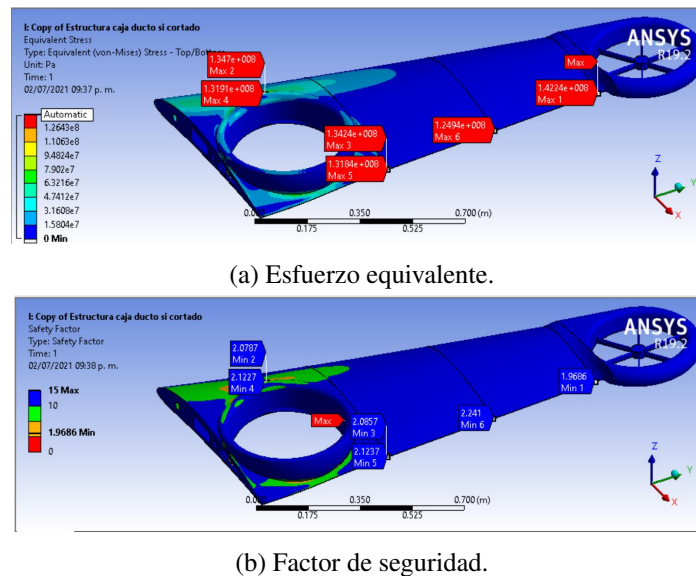 I: Copy of Estructura caja ducto si cortado
Equivalent Stress
Type: Equivalent (von-Mises) Stress - Top/Bottom
Unit: Pa
Time: 1
02/07/2021 09:37 p. m.
Automatic
1.2643e8
1.1063e8
9.4824e7
7.902e7
6.3216e7
4.7412e7
3.1608e7
1.5804e7
0 Min
1.347e+008
Max 2
1.3191e+008
Max 4
1.3424e+008
Max 3
1.3184e+008
Max 5
1.2494e+008
Max 6
Max
1.4224e+008
Max 1
ANSYS
R19.2
Z
Y
X
0.350
0.700 (m)
0.175
0.525
(a) Esfuerzo equivalente.
I: Copy of Estructura caja ducto si cortado
Safety Factor
Type: Safety Factor
Time: 1
02/07/2021 09:38 p. m.
15 Max
10
1.9686 Min
0
2.0787
Min 2
2.1227
Min 4
Max
2.0857
Min 3
2.1237
Min 5
2.241
Min 6
1.9686
Min 1
ANSYS
R19.2
Z
Y
X
0.350
0.700 (m)
0.175
0.525
(b) Factor de seguridad.